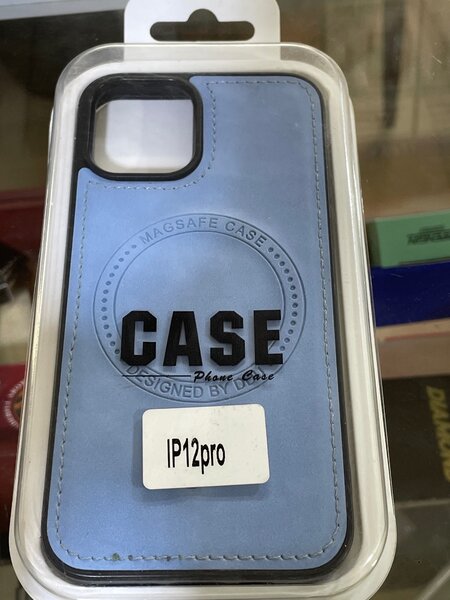 MAGSAFE CASE
CASE
Phone Case
DESIGNED BY
IP12pro